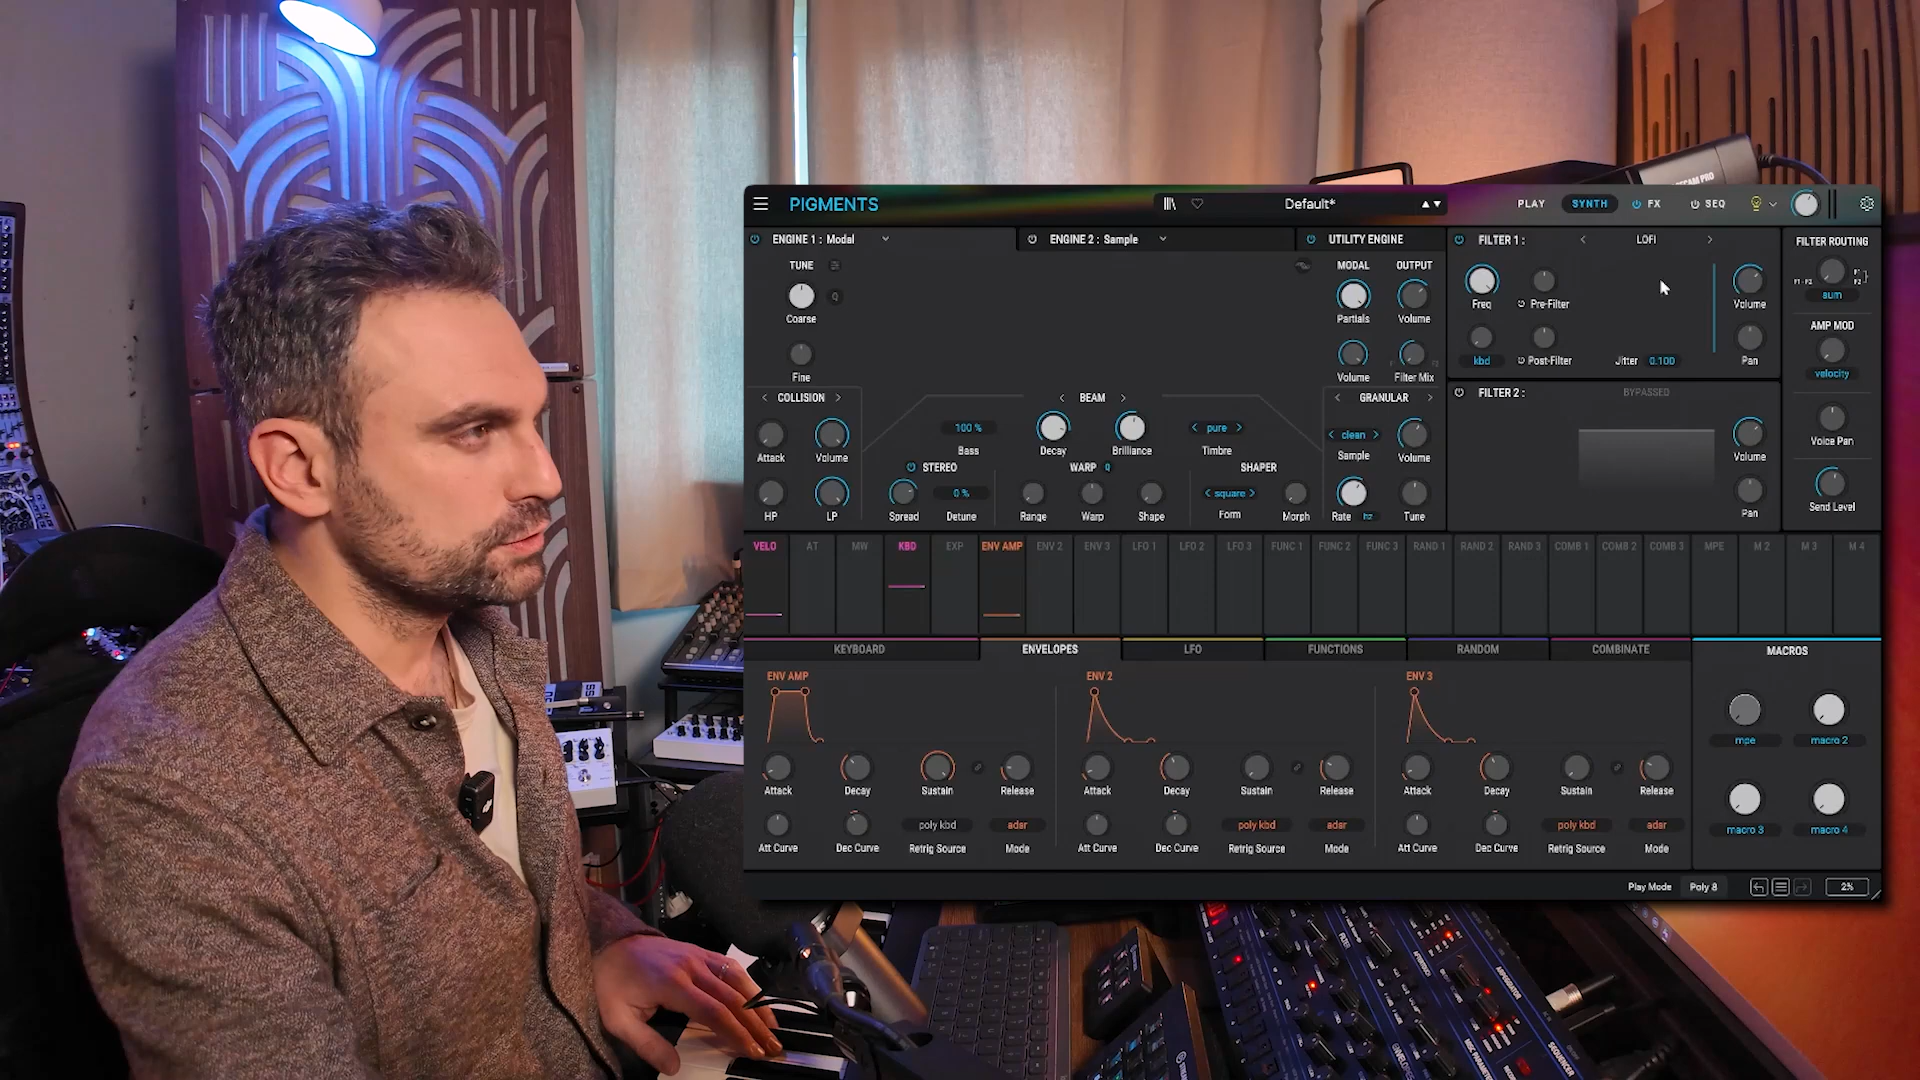 PIGMENTS
Default*
PLAY SYNTH FX SEQ
ENGINE 1 : Modal
ENGINE 2 : Sample
UTILITY ENGINE
FILTER 1 :
LOFI
FILTER ROUTING
TUNE
MODAL OUTPUT
Coarse
Partials Volume
Freq Pre-Filter
Volume
F1 - F2
sum
AMP MOD
kbd Post-Filter
Jitter 0.100
Pan
velocity
Fine
Volume Filter Mix
FILTER 2 :
BYPASSED
COLLISION
BEAM
GRANULAR
100 %
pure
clean
Attack Volume
Bass
Decay Brilliance
Timbre
Sample Volume
Volume
Voice Pan
STEREO
WARP Q
SHAPER
0 %
square
HP LP
Spread Detune
Range Warp Shape
Form Morph
Rate hz Tune
Pan
Send Level
VELO AT MW KBD EXP ENV AMP ENV 2 ENV 3 LFO 1 LFO 2 LFO 3 FUNC 1 FUNC 2 FUNC 3 RAND 1 RAND 2 RAND 3 COMB 1 COMB 2 COMB 3 MPE M 2 M 3 M 4
KEYBOARD ENVELOPES LFO FUNCTIONS RANDOM COMBINATE MACROS
ENV AMP ENV 2 ENV 3
mpe macro 2
Attack Decay Sustain Release Attack Decay Sustain Release Attack Decay Sustain Release
poly kbd adsr poly kbd adsr poly kbd adsr
macro 3 macro 4
Att Curve Dec Curve Retrig Source Mode Att Curve Dec Curve Retrig Source Mode Att Curve Dec Curve Retrig Source Mode
Play Mode Poly 8
2%
SEQUENCER